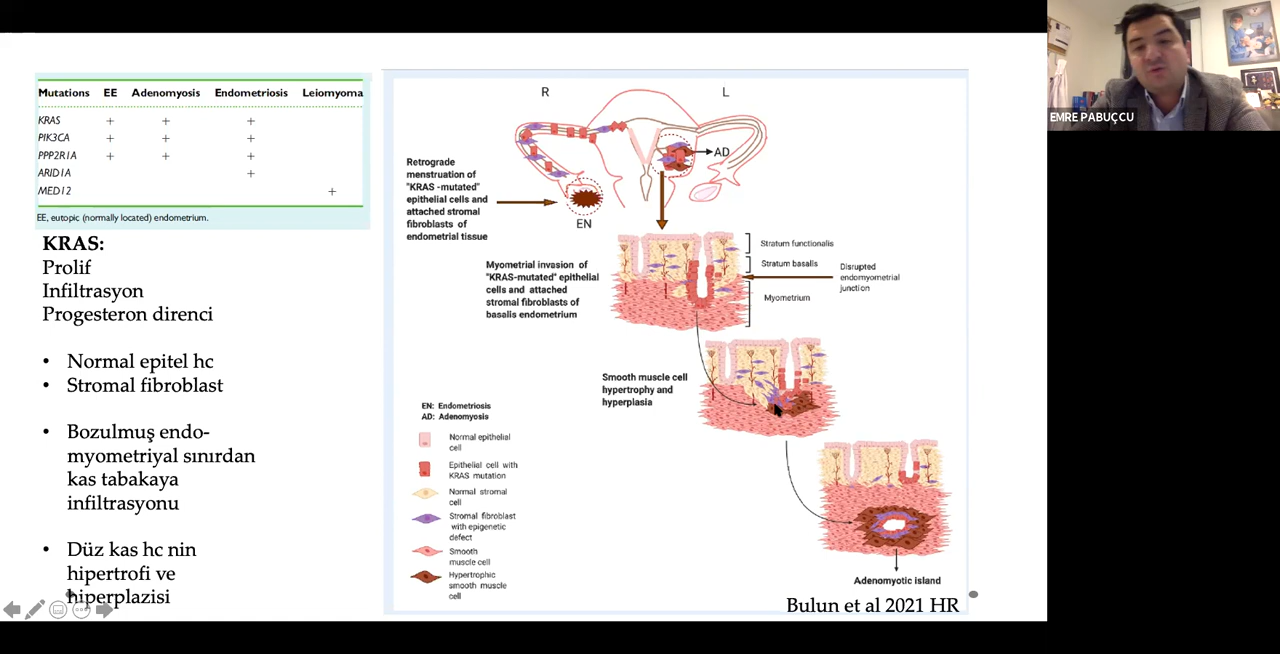 Mutations EE Adenomyosis Endometriosis Leiomyoma
KRAS + + +
PIK3CA + + +
PPP2R1A + + +
ARID1A +
MED12 +
EE, eutopic (normally located) endometrium.
KRAS:
Prolif
Infiltrasyon
Progesteron direnci
• Normal epitel hc
• Stromal fibroblast
• Bozulmuş endo-
myometriyal sınırdan
kas tabakaya
infiltrasyonu
• Düz kas hc nin
hipertrofi ve
hiperplazisi
R
L
AD
Retrograde
menstruation of
"KRAS -mutated"
epithelial cells and
attached stromal
fibroblasts of
endometrial tissue
EN
Myometrial invasion of
"KRAS-mutated" epithelial
cells and attached
stromal fibroblasts of
basalis endometrium
Stratum functionalis
Stratum basalis
Myometrium
Disrupted
endomyometrial
junction
Smooth muscle cell
hypertrophy and
hyperplasia
EN: Endometriosis
AD: Adenomyosis
Normal epithelial
cell
Epithelial cell with
KRAS mutation
Normal stromal
cell
Stromal fibroblast
with epigenetic
defect
Smooth
muscle cell
Hypertrophic
smooth muscle
cell
Adenomyotic island
Bulun et al 2021 HR
EMRE PABUÇCU